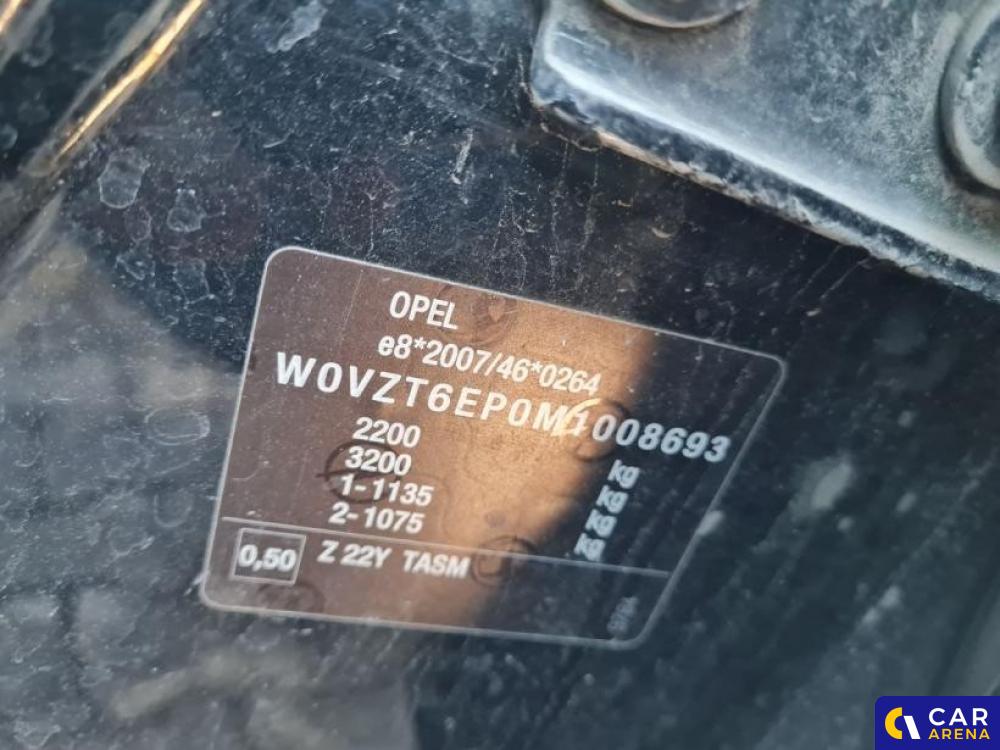 OPEL
e8*2007/46*0264
W0VZT6EP0M1008693
2200 kg
3200 kg
1-1135 kg
2-1075 kg
0,50 Z 22Y TASM
CAR
ARENA